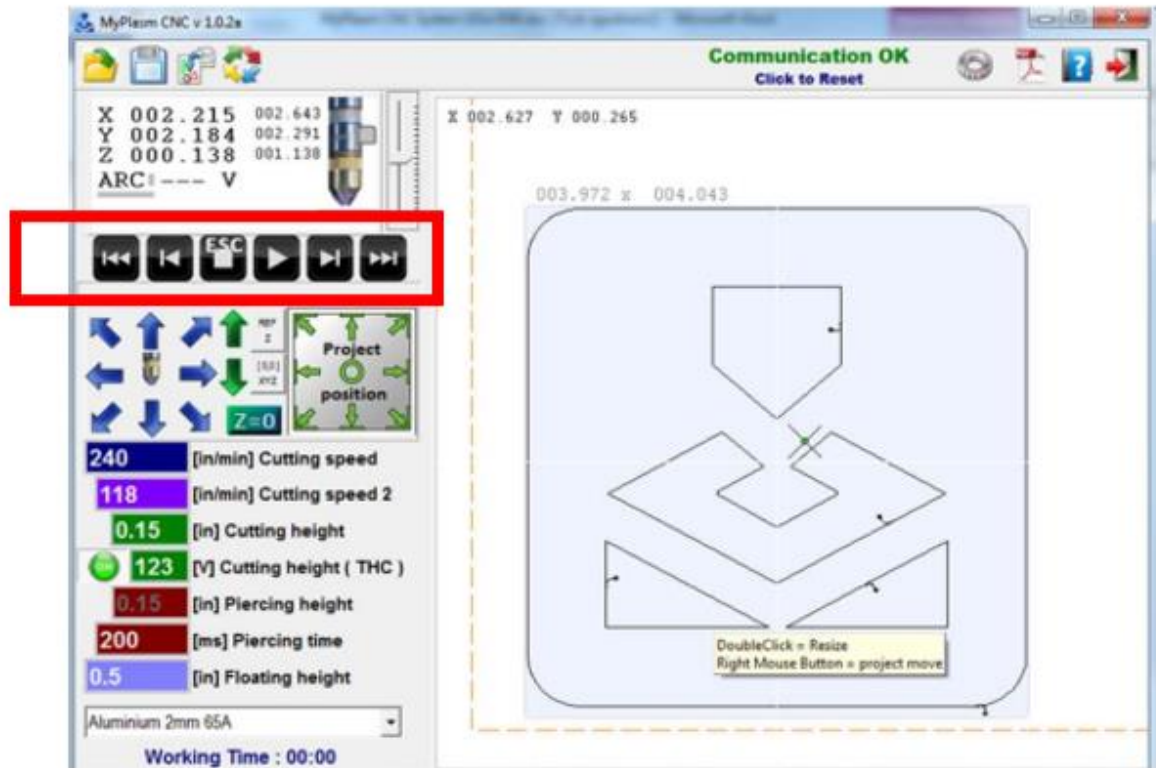 MyPlasm CNC v 1.0.2a
Communication OK
Click to Reset
X 002.215 002.643
Y 002.184 002.291
Z 000.138 001.138
ARC --- V
ESC
REF
Z
[0,0]
XYZ
Z=0
Project
position
240 [in/min] Cutting speed
118 [in/min] Cutting speed 2
0.15 [in] Cutting height
123 [V] Cutting height ( THC )
0.15 [in] Piercing height
200 [ms] Piercing time
0.5 [in] Floating height
Aluminium 2mm 65A
Working Time : 00:00
X 002.627 Y 000.265
003.972 x 004.043
DoubleClick = Resize
Right Mouse Button = project move